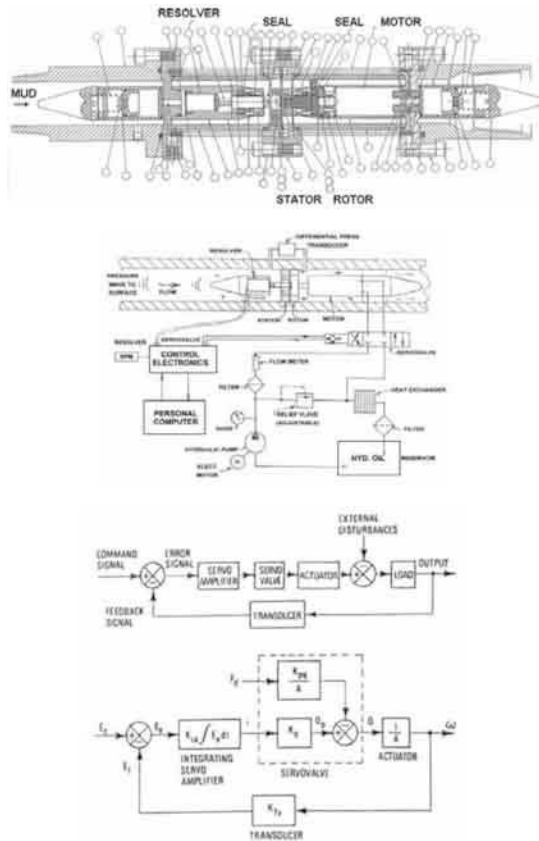 RESOLVER
SEAL
SEAL
MOTOR
MUD
STATOR
ROTOR
DIFFERENTIAL PRESS
TRANSDUCER
RESOLVER
PRESSURE
WAVE TO
SURFACE
FLOW
STATOR
ROTOR
MOTOR
RESOLVER
SERVOVALVE
SERVOVALVE
RPM
CONTROL
ELECTRONICS
FLOW METER
FILTER
HEAT EXCHANGER
PERSONAL
COMPUTER
(ADJUSTABLE)
FILTER
HYDRAULIC PUMP
HYD. OIL
RESERVOIR
ELECT
MOTOR
EXTERNAL
DISTURBANCES
COMMAND
SIGNAL
ERROR
SIGNAL
OUTPUT
SERVO
AMPLIFIER
SERVO
VALVE
ACTUATOR
LOAD
FEEDBACK
SIGNAL
TRANSDUCER
A
ω
INTEGRATING
SERVO
AMPLIFIER
SERVOVALVE
1
A
ACTUATOR
TRANSDUCER